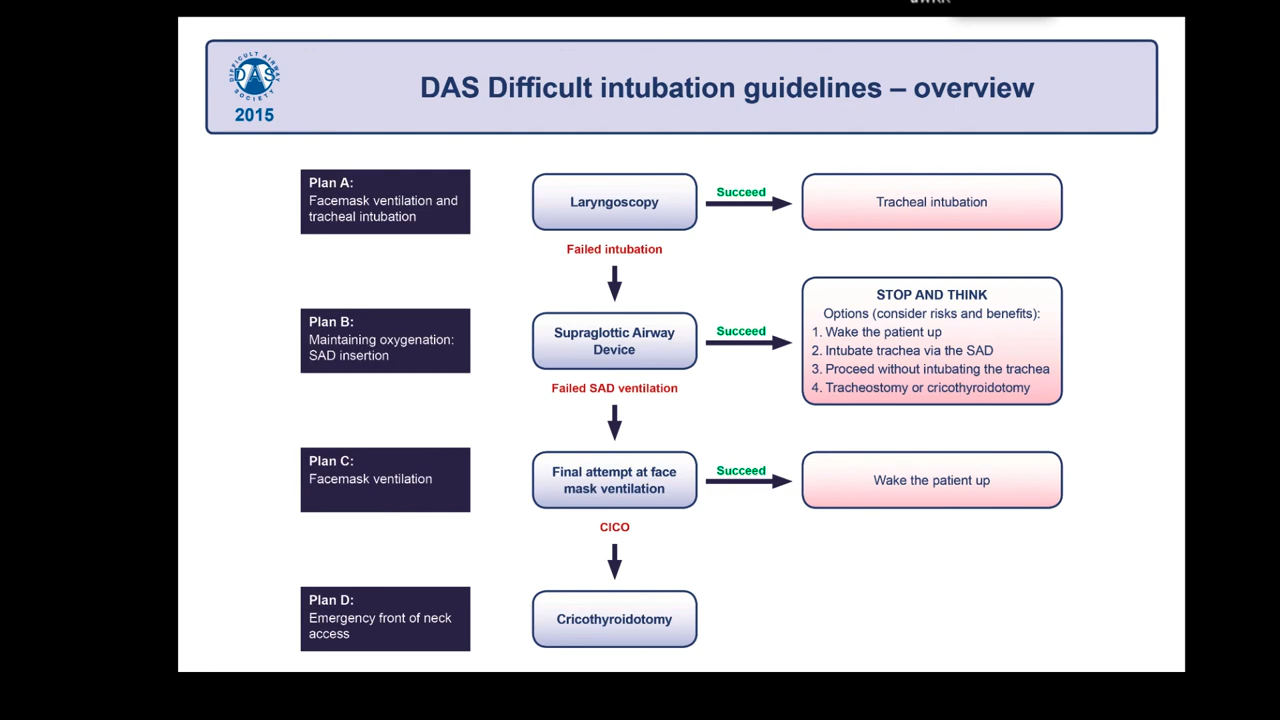 DIFFICULT AIRWAY
DAS
SOCIETY
2015
DAS Difficult intubation guidelines – overview
Plan A:
Facemask ventilation and
tracheal intubation
Laryngoscopy
Succeed
Tracheal intubation
Failed intubation
Plan B:
Maintaining oxygenation:
SAD insertion
Supraglottic Airway
Device
Succeed
STOP AND THINK
Options (consider risks and benefits):
1. Wake the patient up
2. Intubate trachea via the SAD
3. Proceed without intubating the trachea
4. Tracheostomy or cricothyroidotomy
Failed SAD ventilation
Plan C:
Facemask ventilation
Final attempt at face
mask ventilation
Succeed
Wake the patient up
CICO
Plan D:
Emergency front of neck
access
Cricothyroidotomy